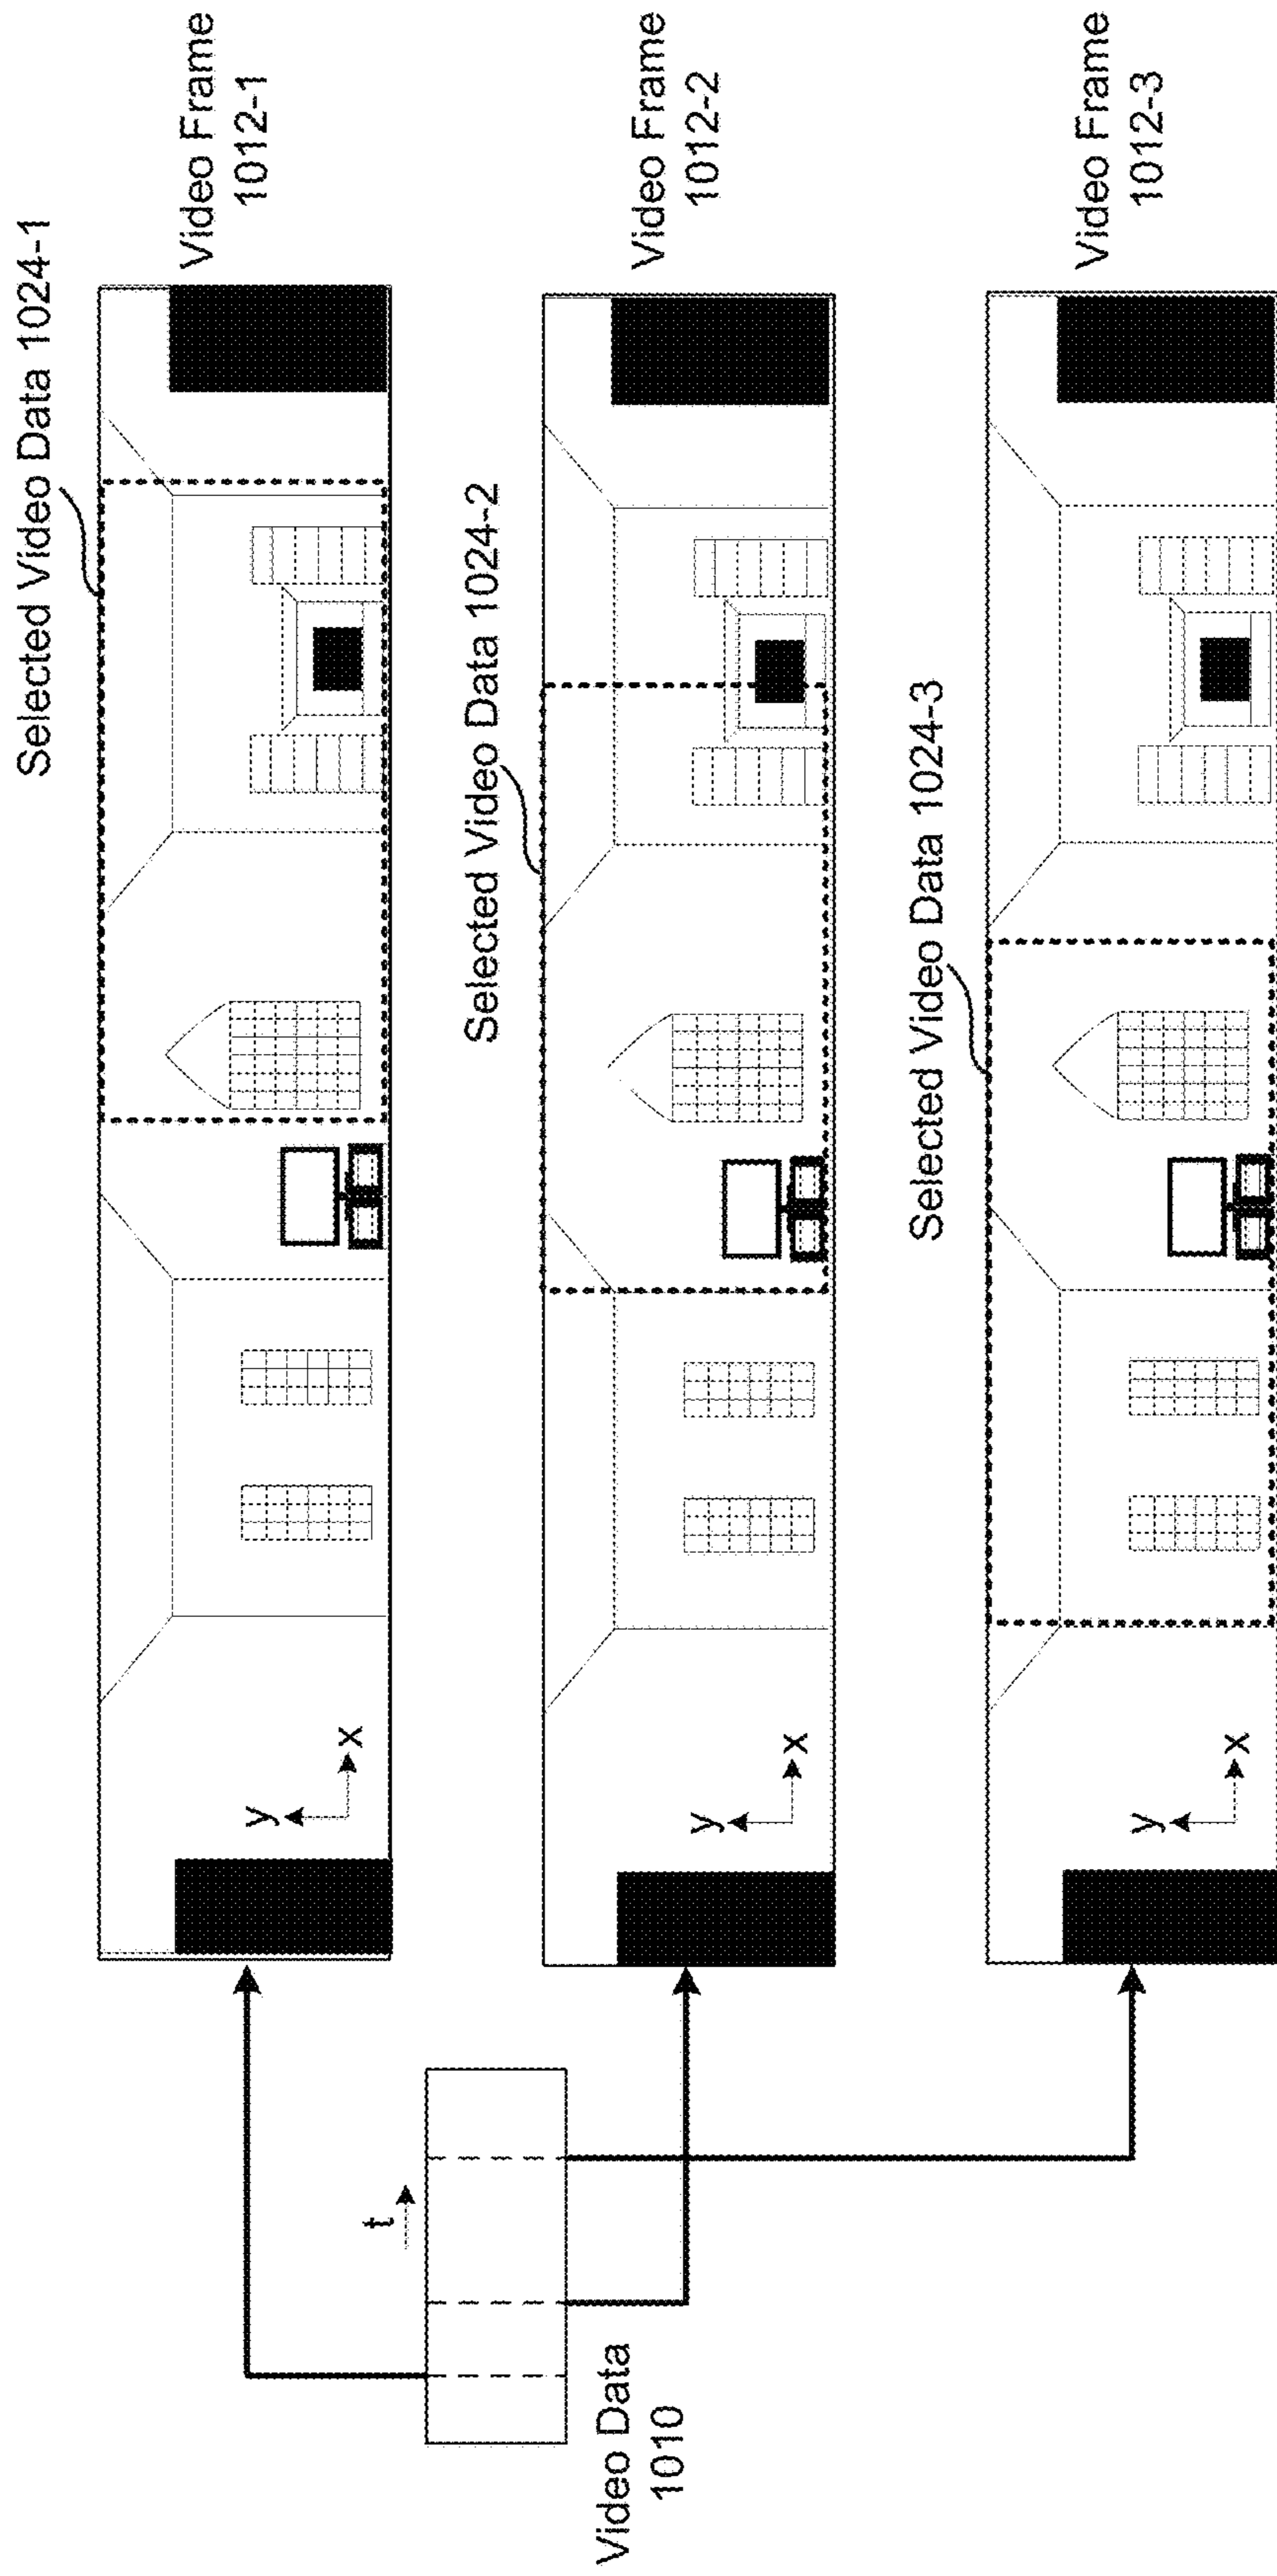 Selected Video Data 1024-1
Video Frame
1012-1
y
x
Selected Video Data 1024-2
t
Video Data
1010
Video Frame
1012-2
y
x
Selected Video Data 1024-3
Video Frame
1012-3
y
x